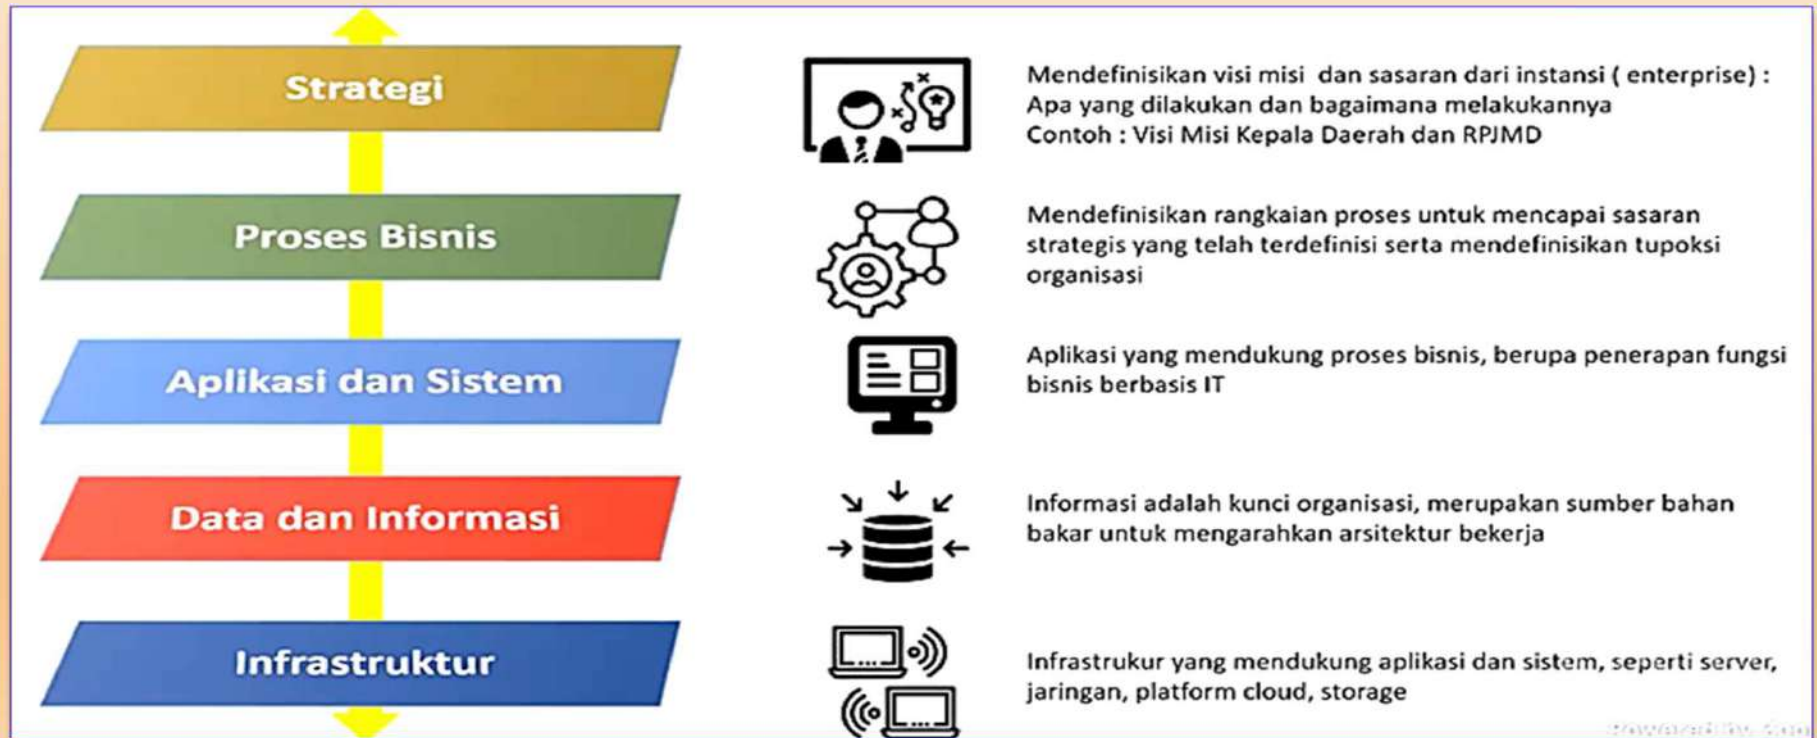 Strategi
Mendefinisikan visi misi dan sasaran dari instansi ( enterprise) :
Apa yang dilakukan dan bagaimana melakukannya
Contoh : Visi Misi Kepala Daerah dan RPJMD
Proses Bisnis
Mendefinisikan rangkaian proses untuk mencapai sasaran
strategis yang telah terdefinisi serta mendefinisikan tupoksi
organisasi
Aplikasi dan Sistem
Aplikasi yang mendukung proses bisnis, berupa penerapan fungsi
bisnis berbasis IT
Data dan Informasi
Informasi adalah kunci organisasi, merupakan sumber bahan
bakar untuk mengarahkan arsitektur bekerja
Infrastruktur
Infrastrukur yang mendukung aplikasi dan sistem, seperti server,
jaringan, platform cloud, storage